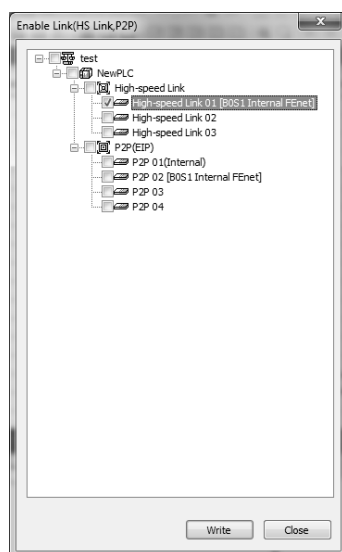 Enable Link(HS Link,P2P)
x
test
NewPLC
High-speed Link
High-speed Link 01 [B0S1 Internal FEnet]
High-speed Link 02
High-speed Link 03
P2P(EIP)
P2P 01(Internal)
P2P 02 [B0S1 Internal FEnet]
P2P 03
P2P 04
Write Close